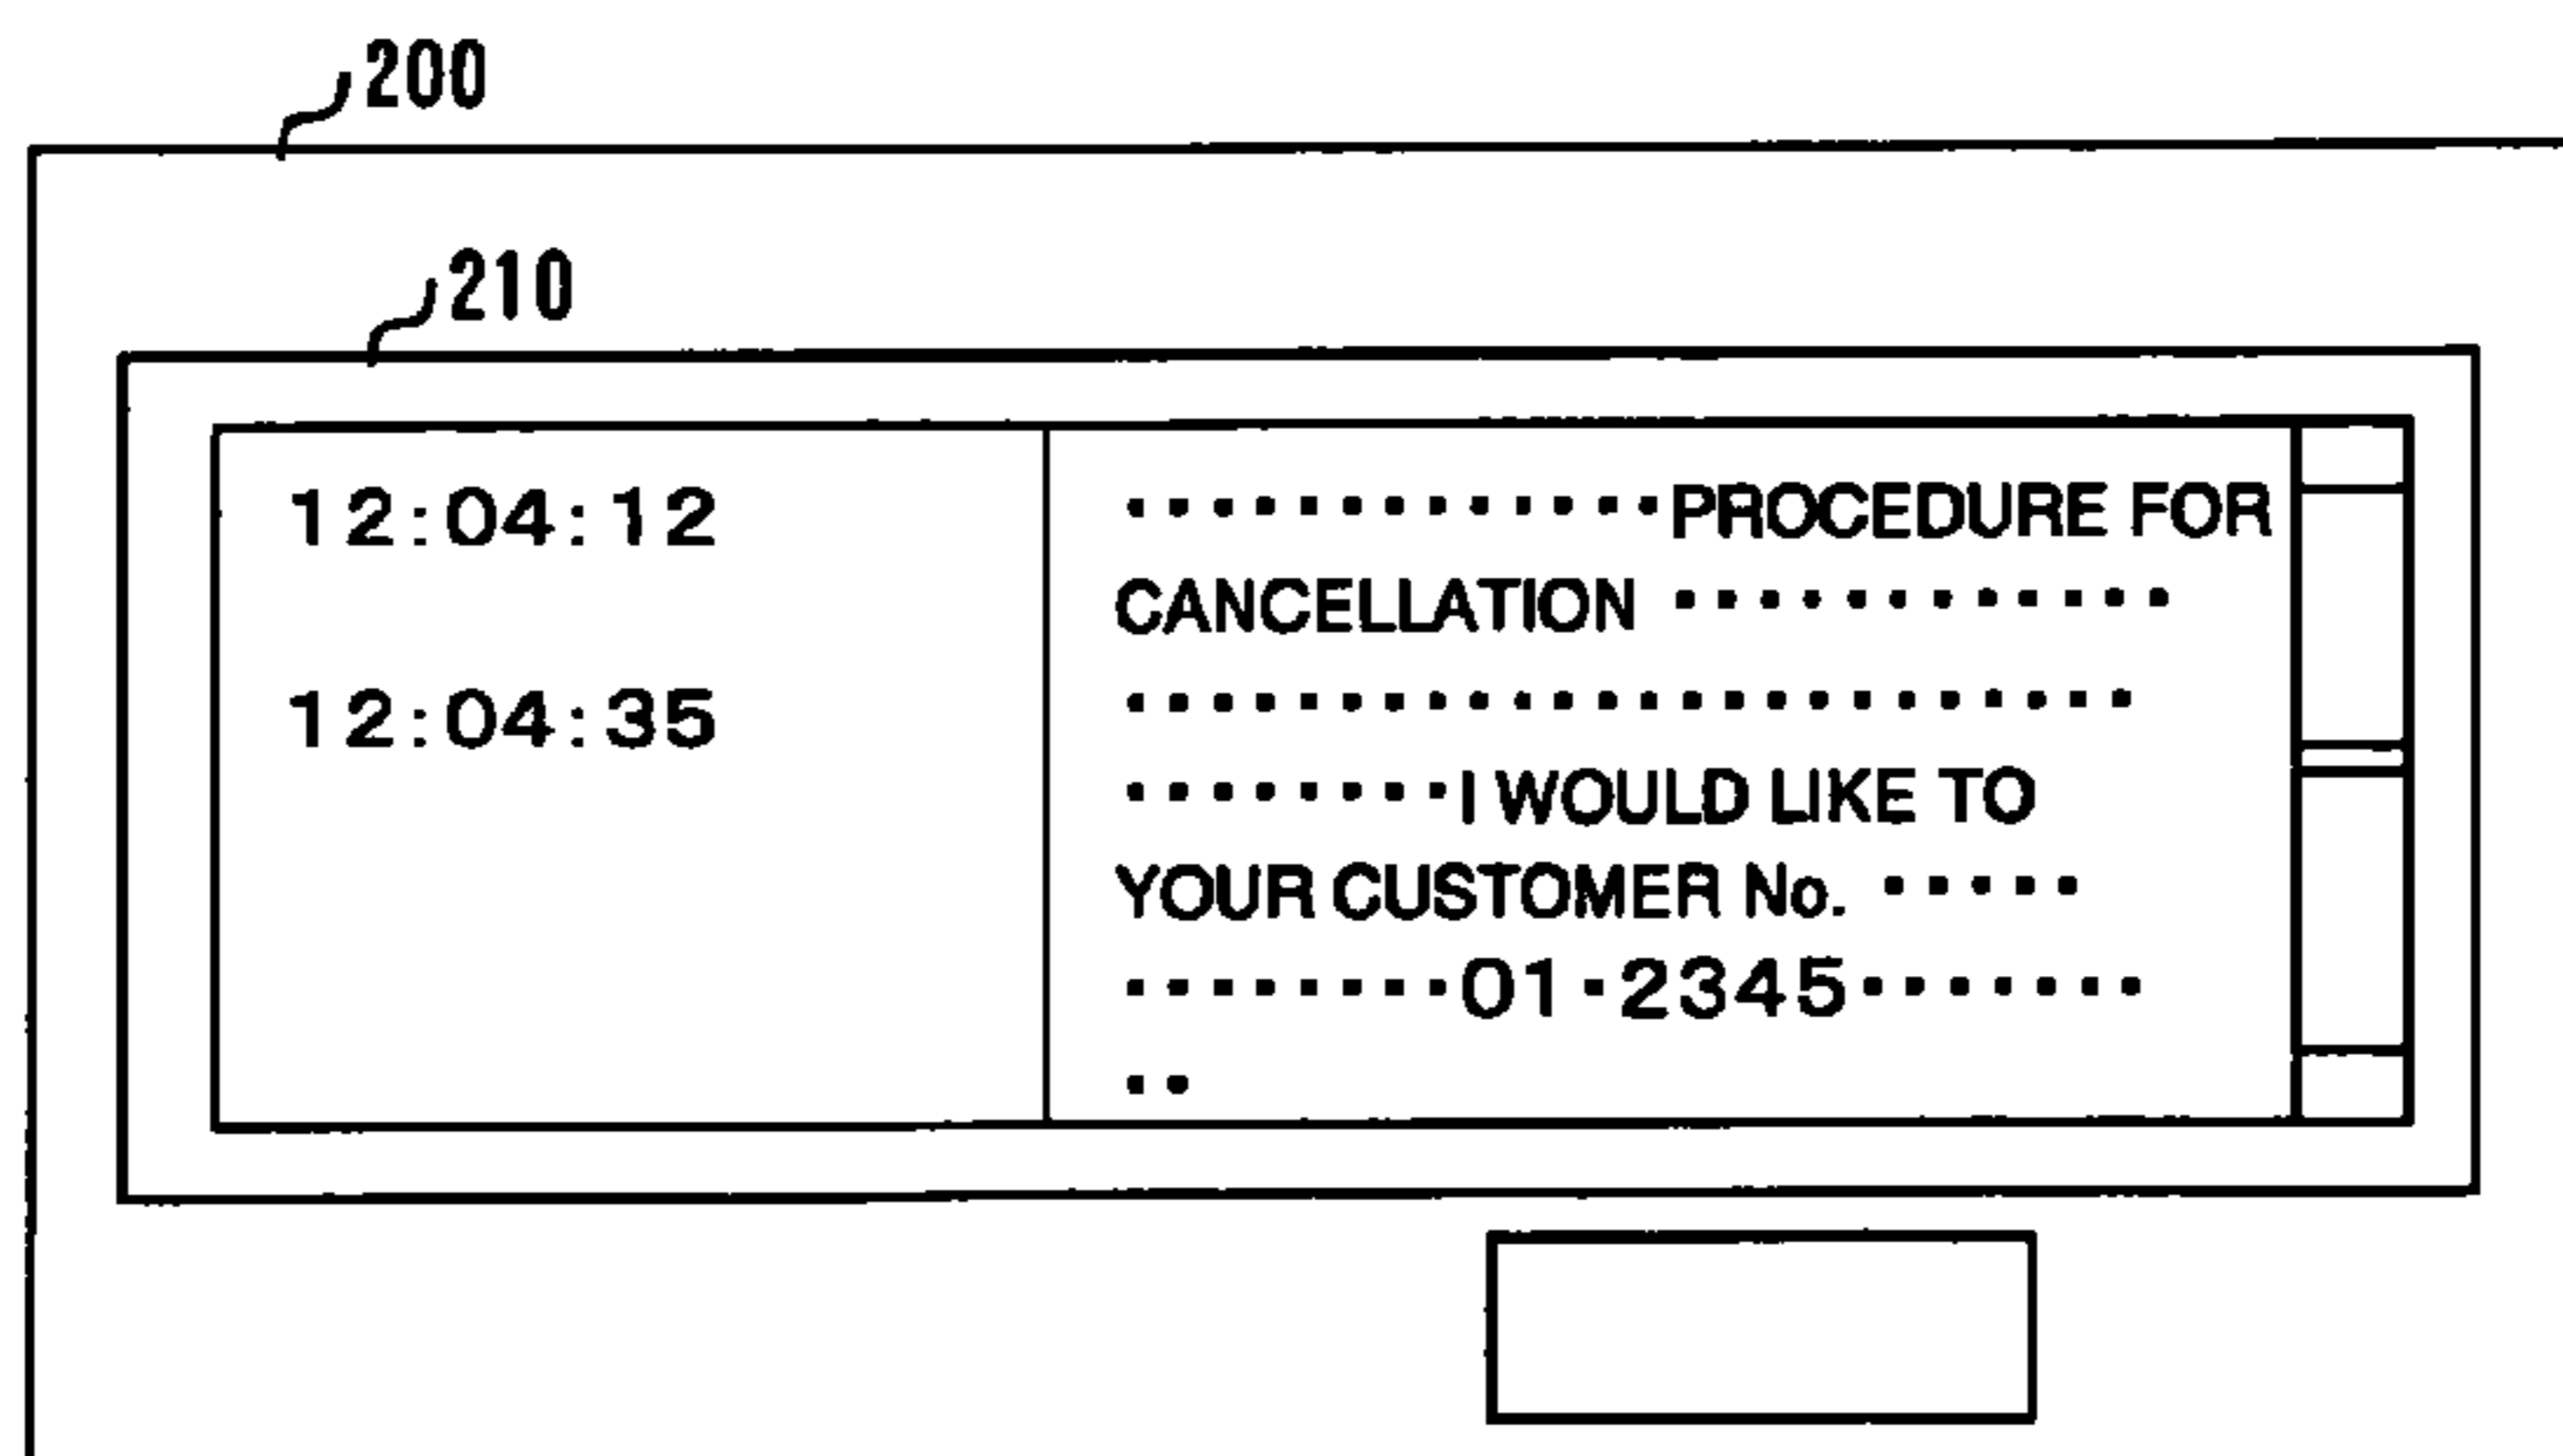 200
210
12:04:12
·············PROCEDURE FOR
CANCELLATION ············
12:04:35
························
········I WOULD LIKE TO
YOUR CUSTOMER No. ·····
········01·2345·······
··